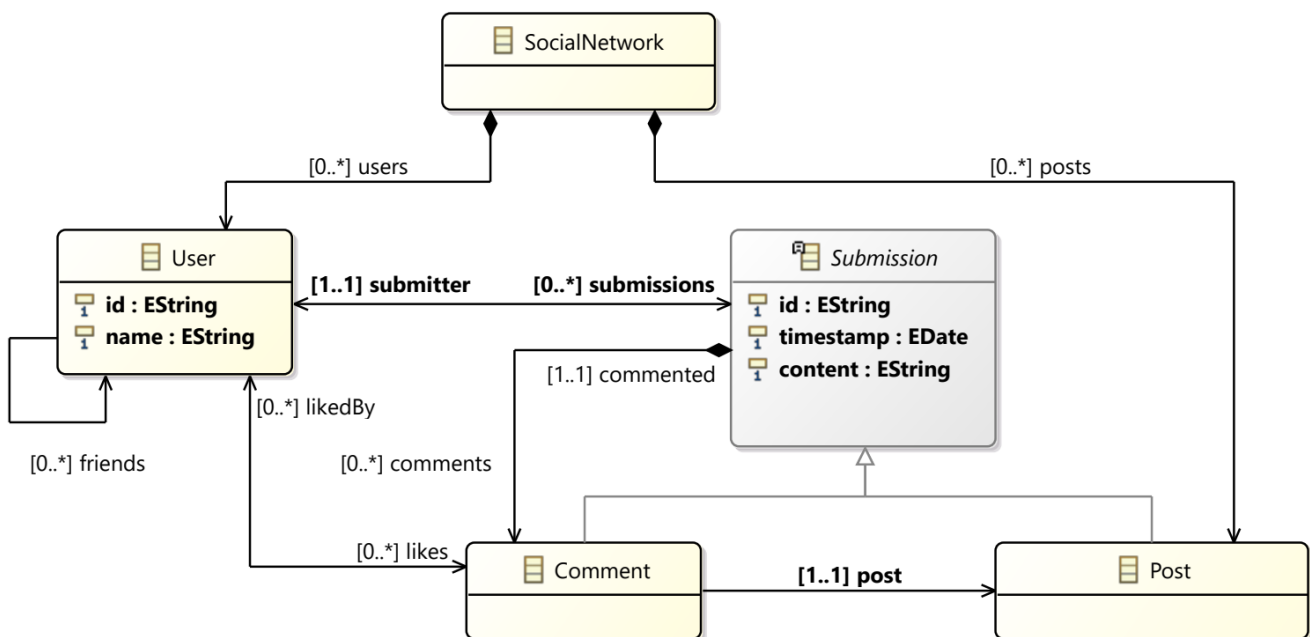 SocialNetwork
[0..*] users
[0..*] posts
User
id : EString
name : EString
[1..1] submitter
[0..*] submissions
Submission
id : EString
timestamp : EDate
content : EString
[1..1] commented
[0..*] likedBy
[0..*] friends
[0..*] comments
[0..*] likes
Comment
[1..1] post
Post